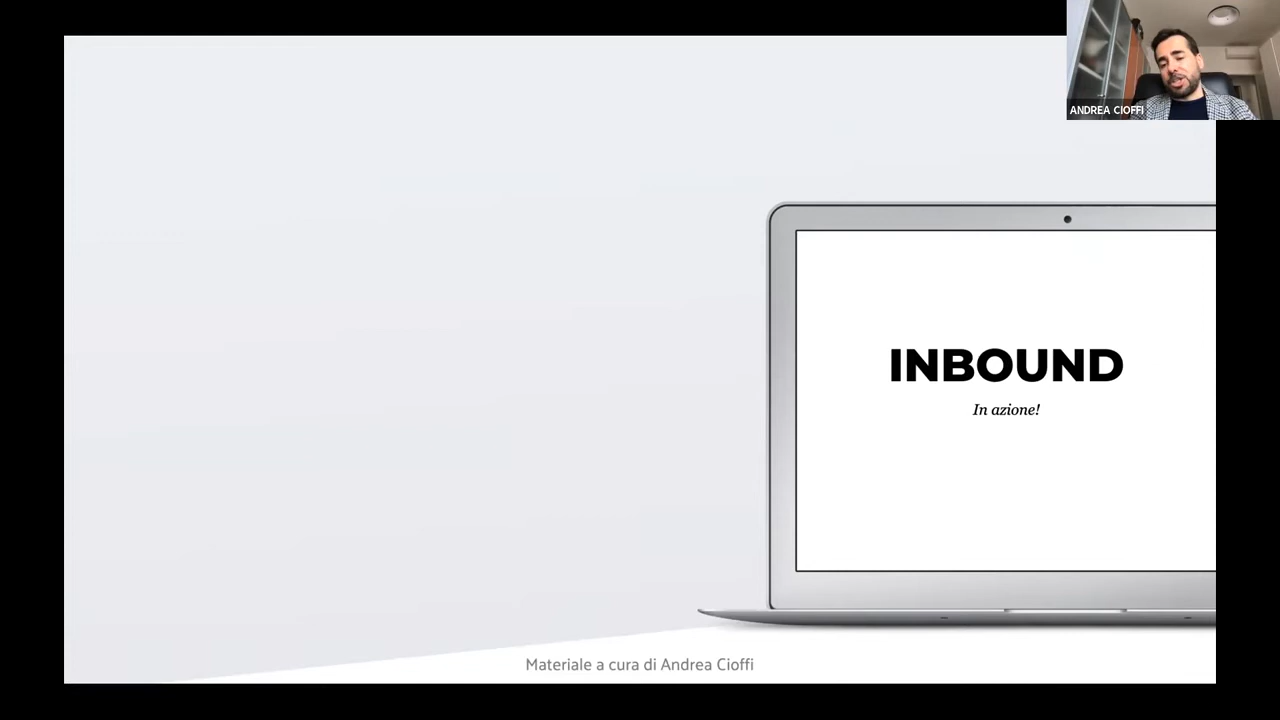 ANDREA CIOFFI
INBOUND
In azione!
Materiale a cura di Andrea Cioffi